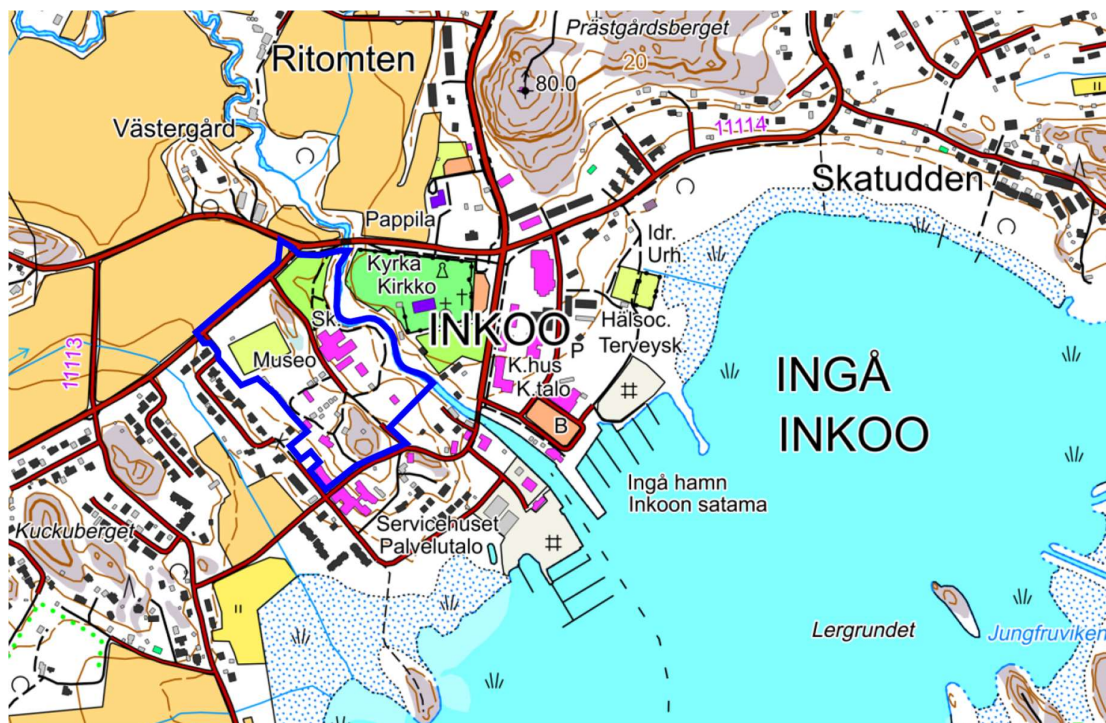 Prästgårdsberget
Ritomten
20
80.0
Västergård
11114
Skatudden
Pappila
Idr.
Urh.
Kyrka
Kirkko
Sk.
INKOO
Hälsoc.
Terveysk.
P
11113
Museo
K.hus
K.talo
INGÅ
INKOO
B
Ingå hamn
Inkoon satama
Kuckuberget
Servicehuset
Palvelutalo
Lergrundet
Jungfruviken